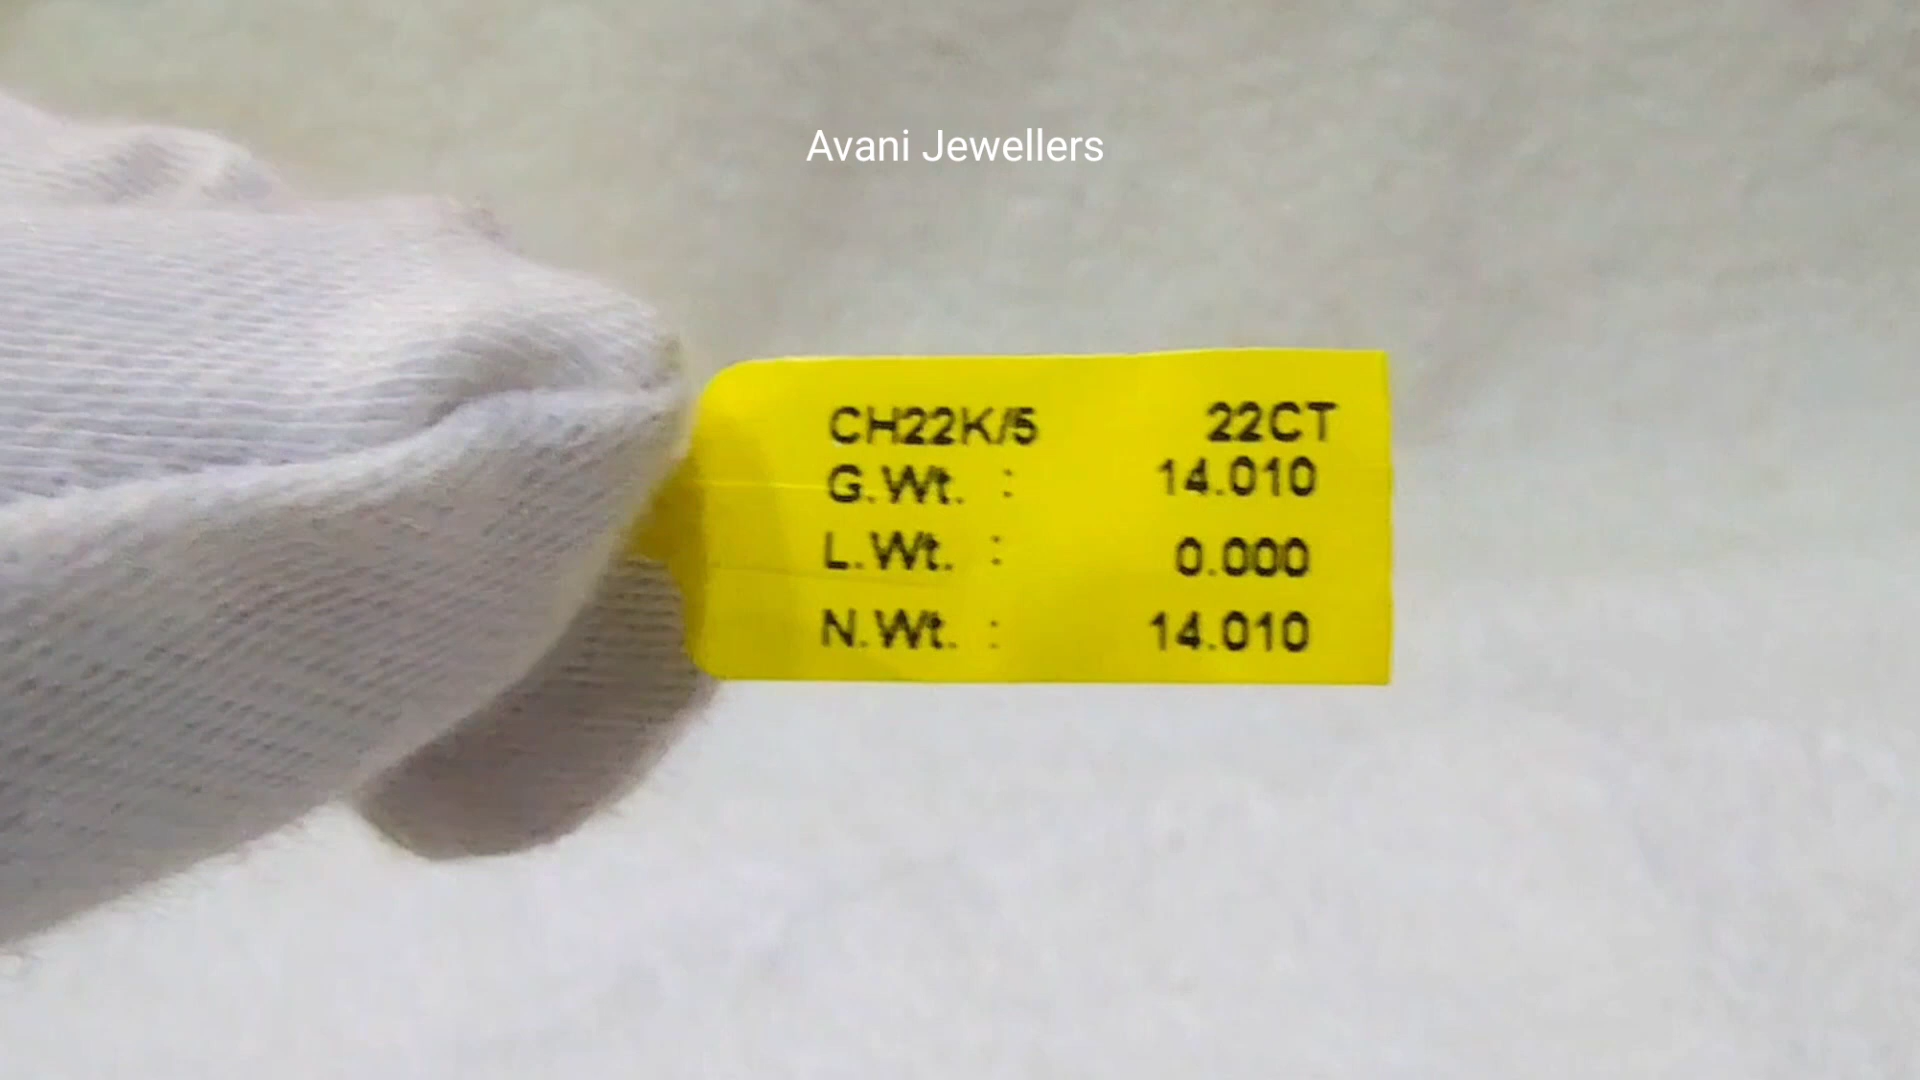 Avani Jewellers
CH22K/5 22CT
G.Wt. : 14.010
L.Wt. : 0.000
N.Wt. : 14.010